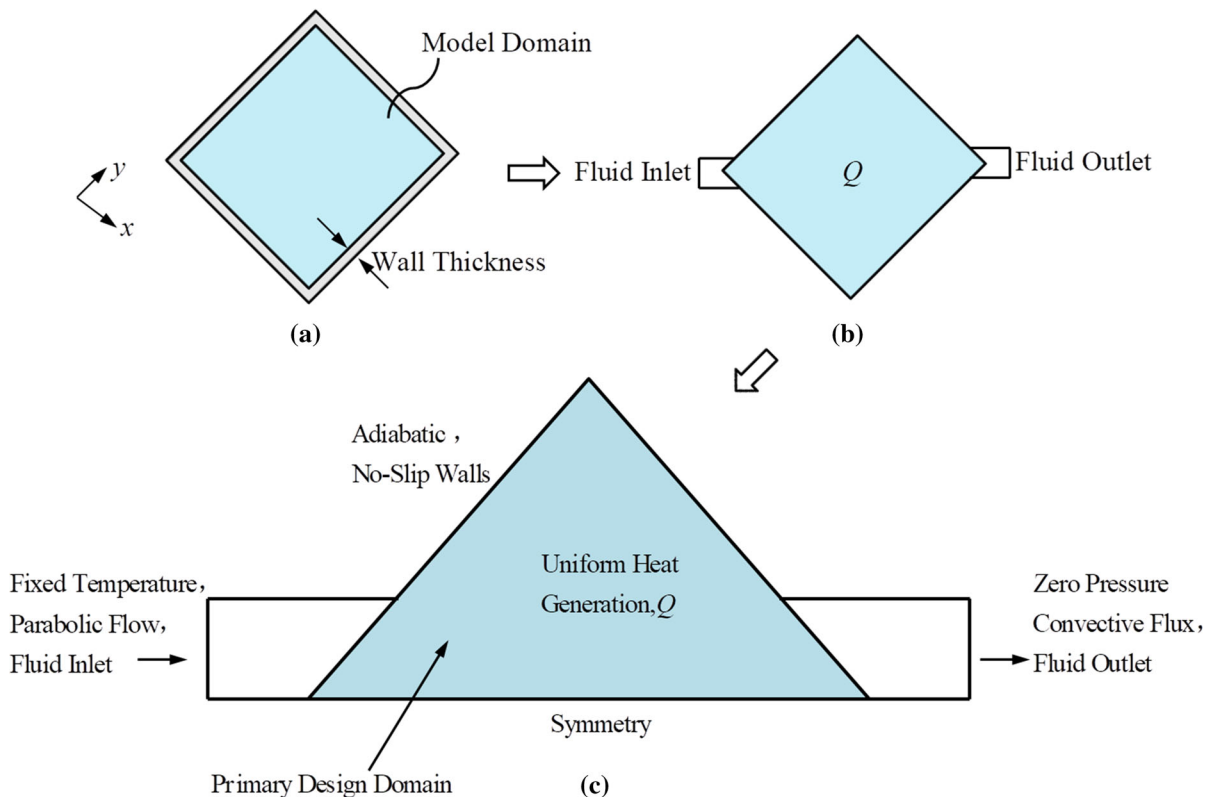 Model Domain
y
x
Wall Thickness
(a)
Fluid Inlet
Q
Fluid Outlet
(b)
Adiabatic，
No-Slip Walls
Uniform Heat
Generation,Q
Fixed Temperature，
Parabolic Flow，
Fluid Inlet
Zero Pressure
Convective Flux，
Fluid Outlet
Symmetry
Primary Design Domain
(c)